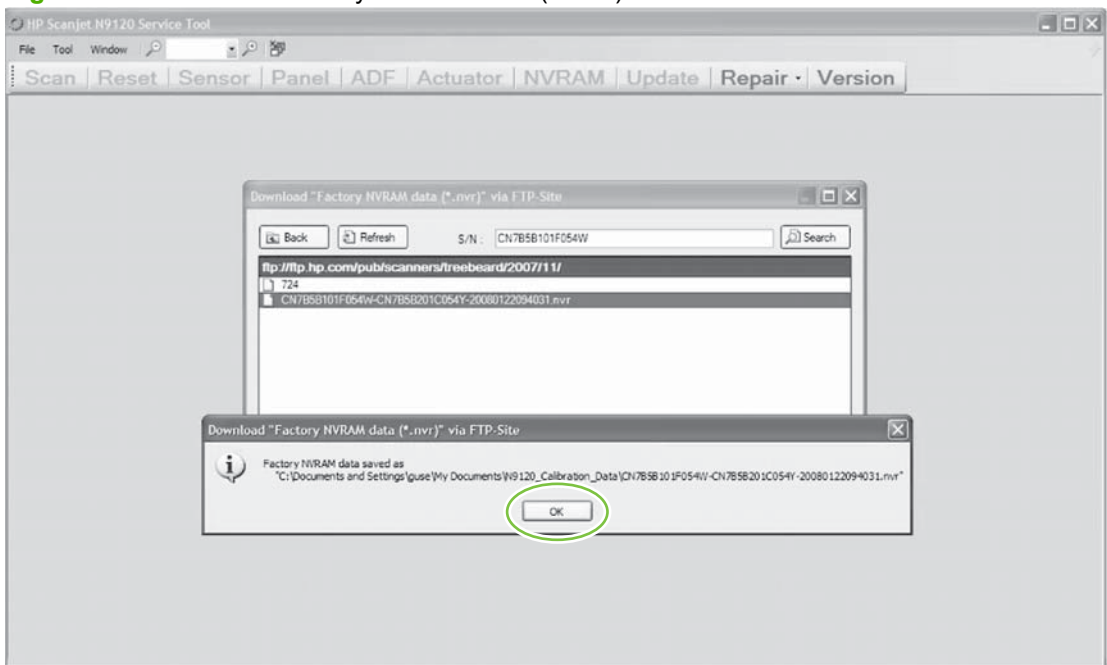 HP Scanjet N9120 Service Tool
File Tool Window
Scan Reset Sensor Panel ADF Actuator NVRAM Update Repair Version
Download "Factory NVRAM data (*.nvr)" via FTP-Site
Back Refresh S/N : CN7B5B101F054W Search
ftp://ftp.hp.com/pub/scanners/treebeard/2007/11/
724
CN7B5B101F054W-CN7B5B201C054Y-20080122094031.nvr
Download "Factory NVRAM data (*.nvr)" via FTP-Site
Factory NVRAM data saved as
"C:\Documents and Settings\guse\My Documents\N9120_Calibration_Data\CN7B5B101F054W-CN7B5B201C054Y-20080122094031.nvr"
OK